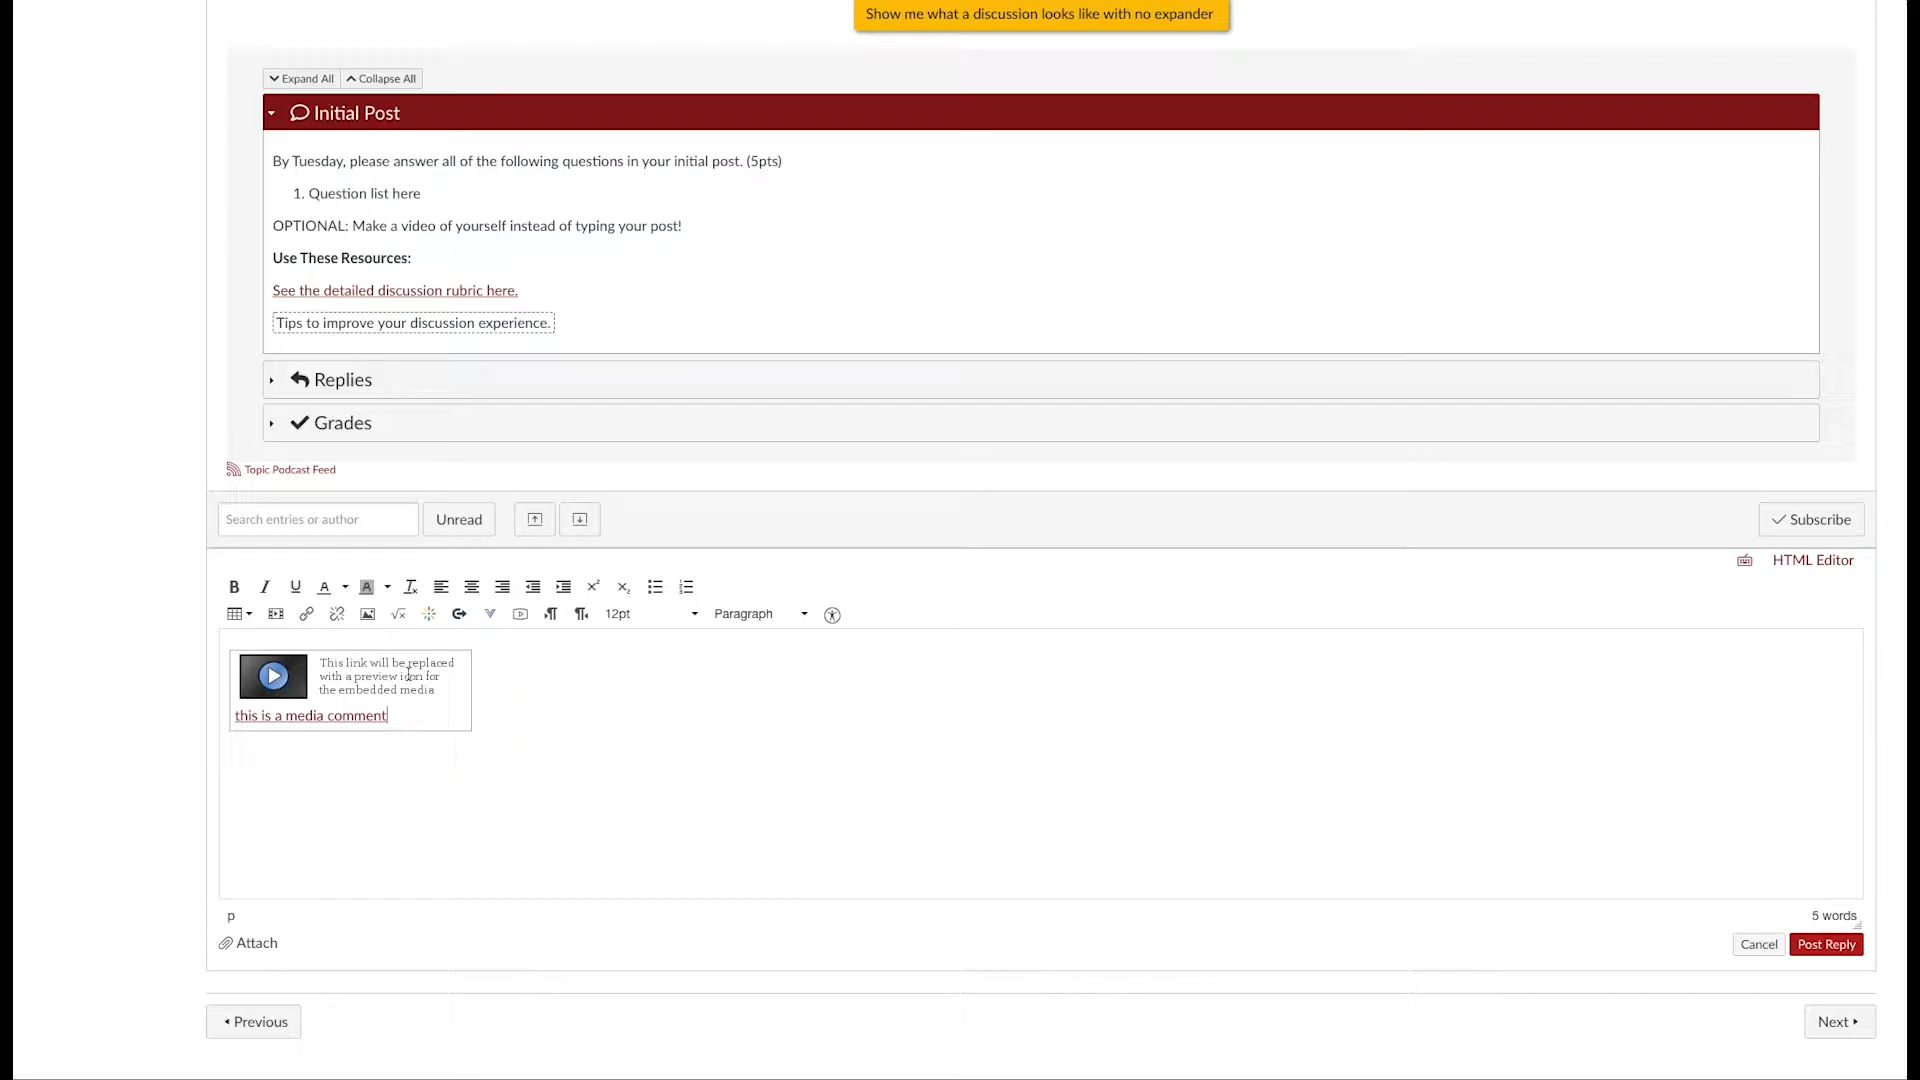 Show me what a discussion looks like with no expander
Expand All Collapse All
Initial Post
By Tuesday, please answer all of the following questions in your initial post. (5pts)
1. Question list here
OPTIONAL: Make a video of yourself instead of typing your post!
Use These Resources:
See the detailed discussion rubric here.
Tips to improve your discussion experience.
Replies
Grades
Topic Podcast Feed
Search entries or author Unread Subscribe
HTML Editor
12pt Paragraph
This link will be replaced
with a preview icon for
the embedded media
this is a media comment
p 5 words
Attach Cancel Post Reply
Previous Next